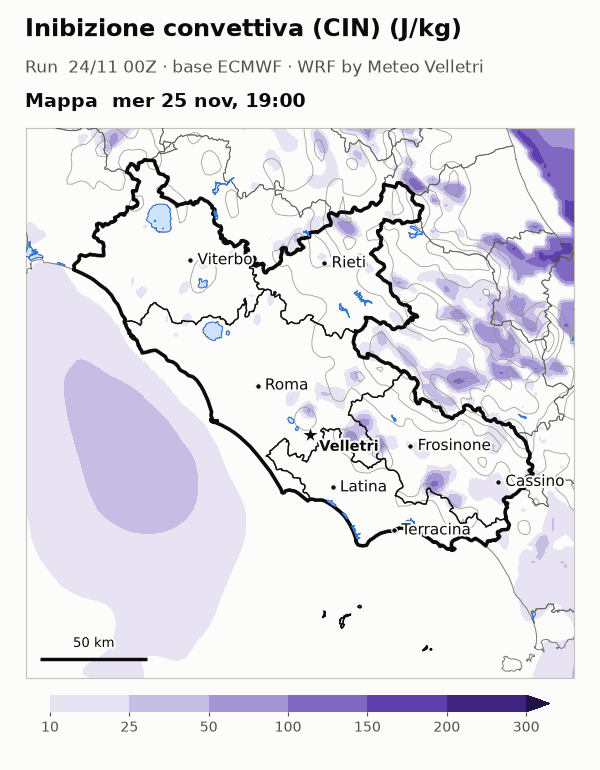 Inibizione convettiva (CIN) (J/kg)
Run  24/11 00Z · base ECMWF · WRF by Meteo Velletri
Mappa  mer 25 nov, 19:00
Viterbo
Rieti
Roma
Velletri
Frosinone
Latina
Cassino
Terracina
50 km
10 25 50 100 150 200 300